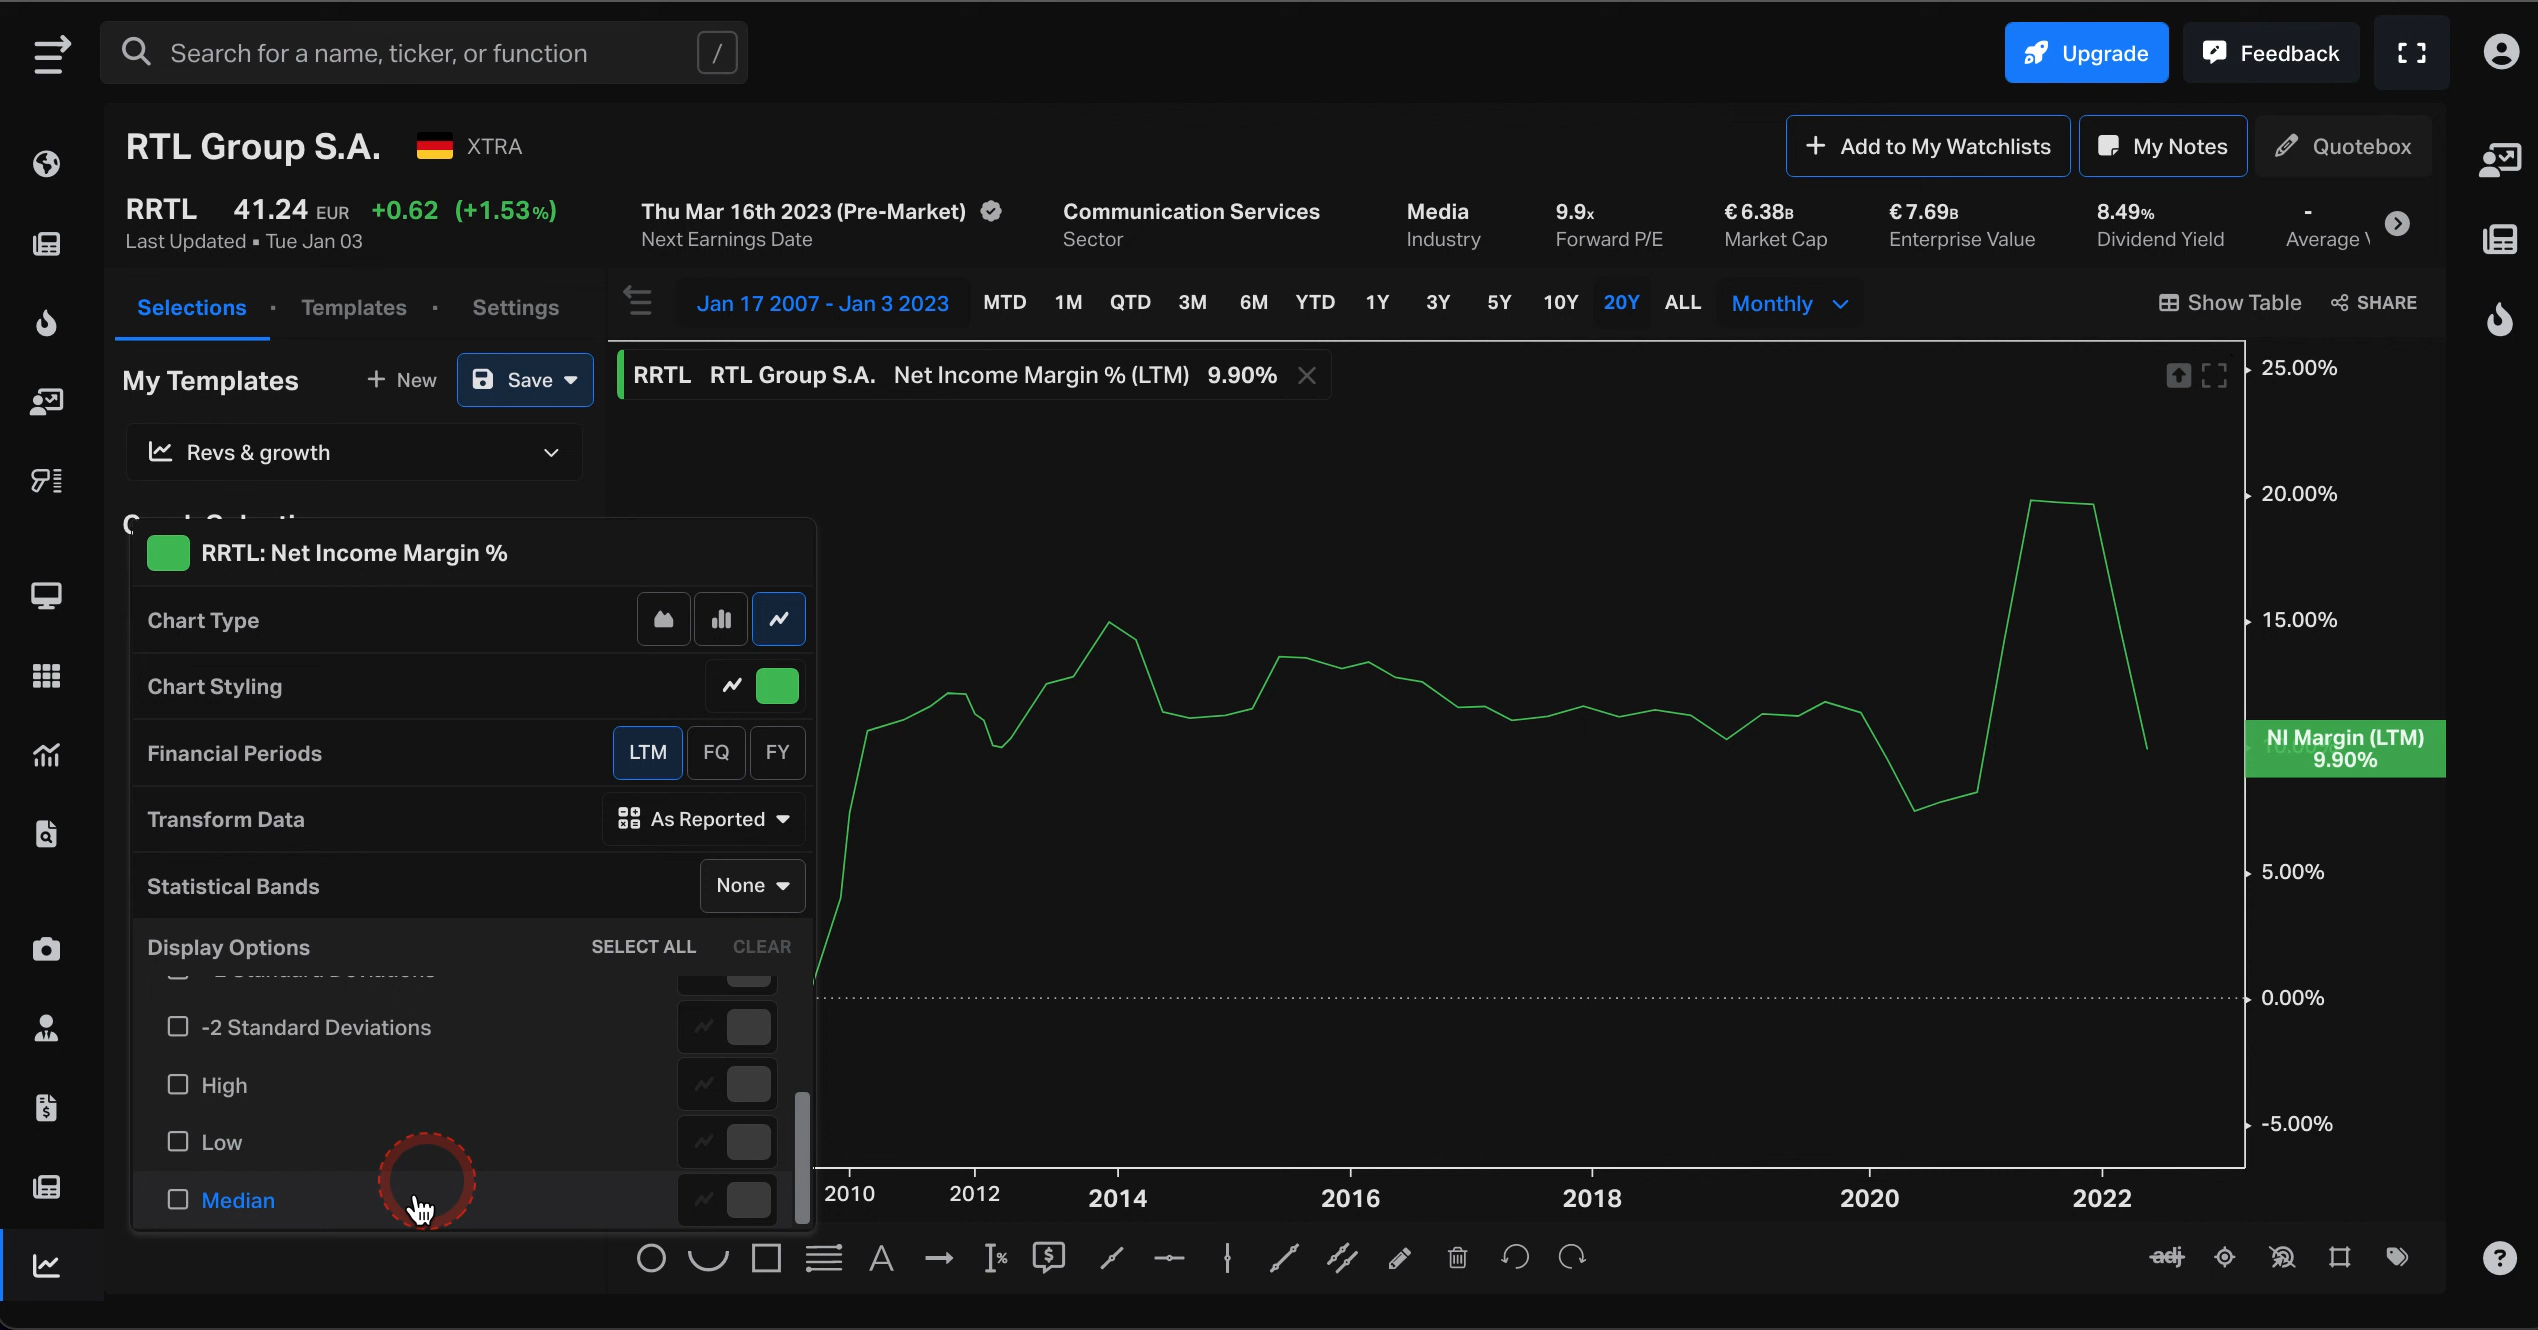 Search for a name, ticker, or function
/
Upgrade
Feedback
RTL Group S.A.
XTRA
Add to My Watchlists
My Notes
Quotebox
RRTL 41.24 EUR +0.62 (+1.53%)
Last Updated • Tue Jan 03
Thu Mar 16th 2023 (Pre-Market)
Next Earnings Date
Communication Services
Sector
Media
Industry
9.9x
Forward P/E
€6.38B
Market Cap
€7.69B
Enterprise Value
8.49%
Dividend Yield
-
Average
Selections · Templates · Settings
Jan 17 2007 - Jan 3 2023
MTD 1M QTD 3M 6M YTD 1Y 3Y 5Y 10Y 20Y ALL
Monthly
Show Table
SHARE
My Templates
+ New
Save
Revs & growth
RRTL RTL Group S.A. Net Income Margin % (LTM) 9.90%
RRTL: Net Income Margin %
Chart Type
Chart Styling
Financial Periods
LTM FQ FY
Transform Data
As Reported
Statistical Bands
None
Display Options
SELECT ALL
CLEAR
-2 Standard Deviations
High
Low
Median
25.00%
20.00%
15.00%
NI Margin (LTM)
9.90%
5.00%
0.00%
-5.00%
2010 2012 2014 2016 2018 2020 2022
A
%
$
adj
?